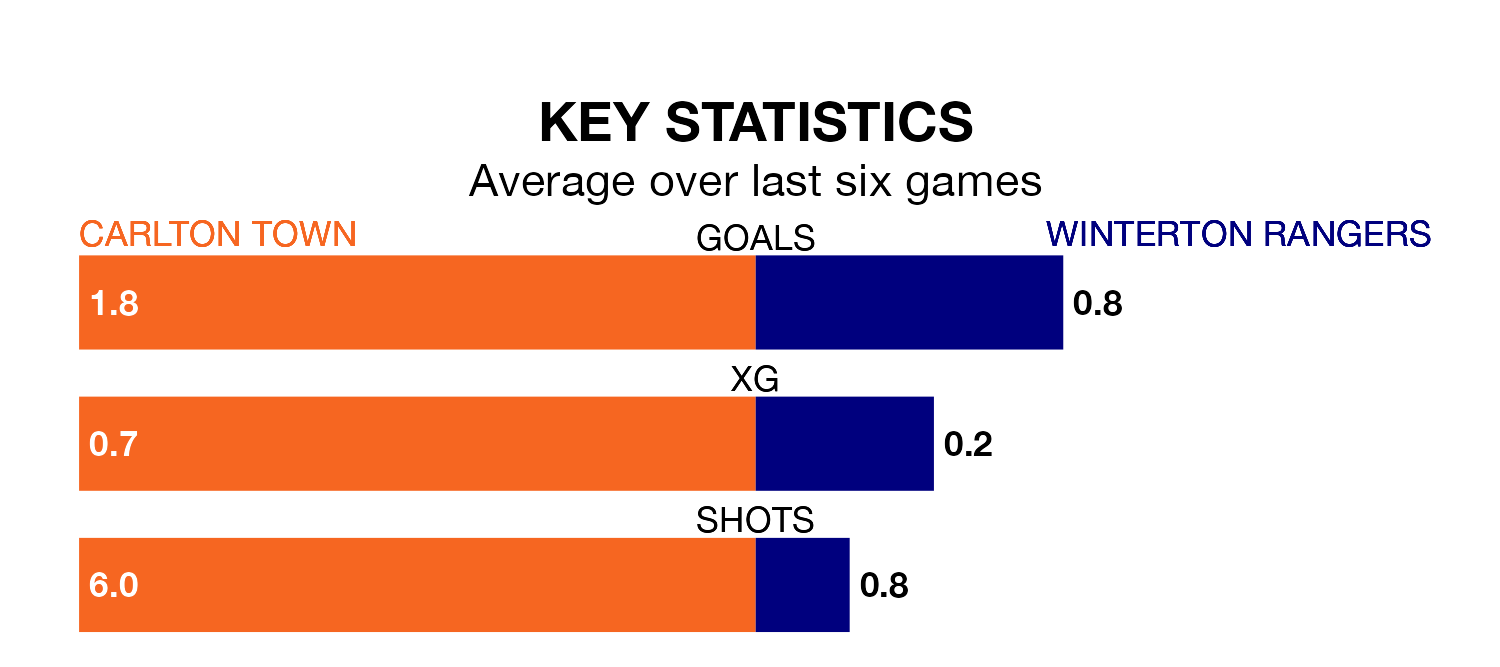 KEY STATISTICS
Average over last six games
CARLTON TOWN GOALS WINTERTON RANGERS
1.8 0.8
XG
0.7 0.2
SHOTS
6.0 0.8